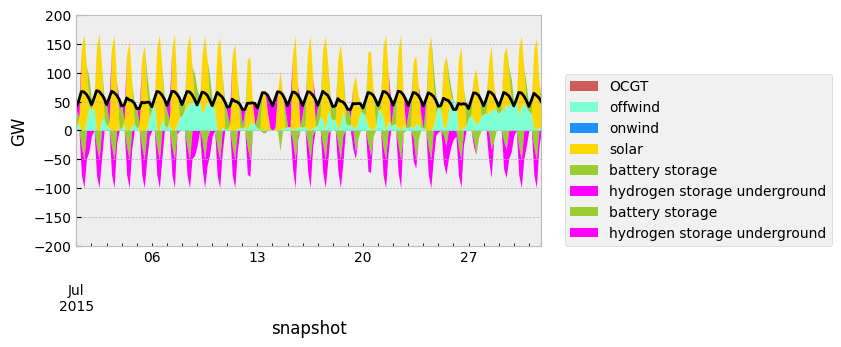 200
150
100
50
0
−50
−100
−150
−200
GW
06
13
20
27
Jul
2015
snapshot
OCGT
offwind
onwind
solar
battery storage
hydrogen storage underground
battery storage
hydrogen storage underground